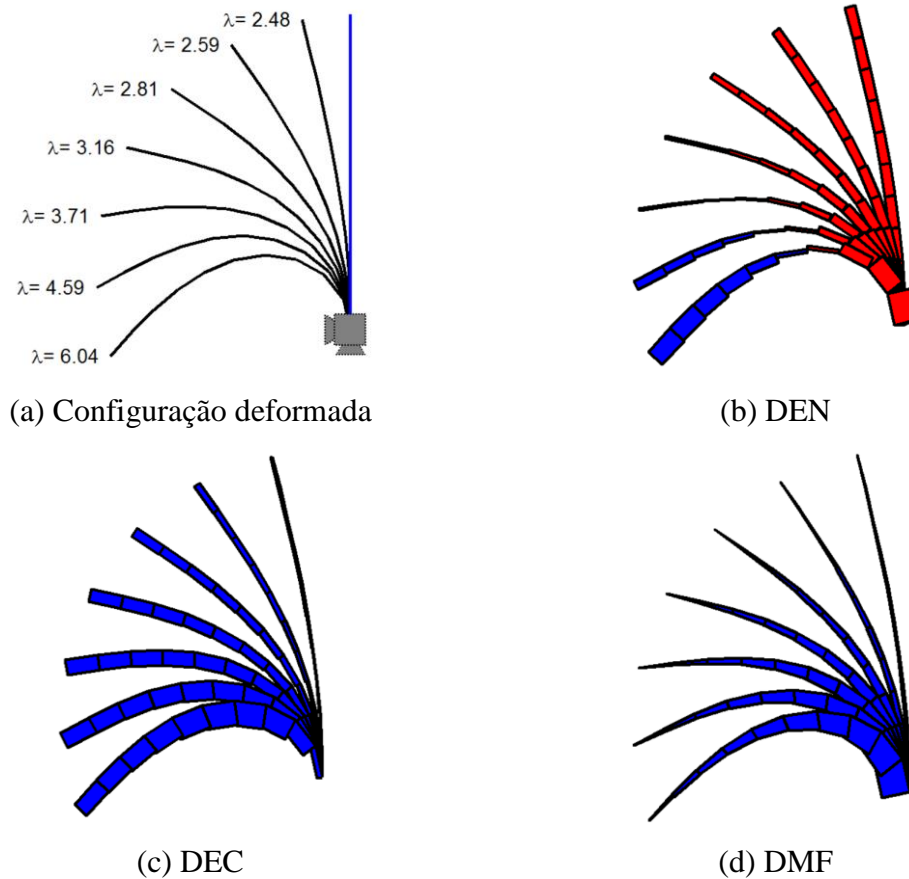 λ= 2.48
λ= 2.59
λ= 2.81
λ= 3.16
λ= 3.71
λ= 4.59
λ= 6.04
(a) Configuração deformada
(b) DEN
(c) DEC
(d) DMF